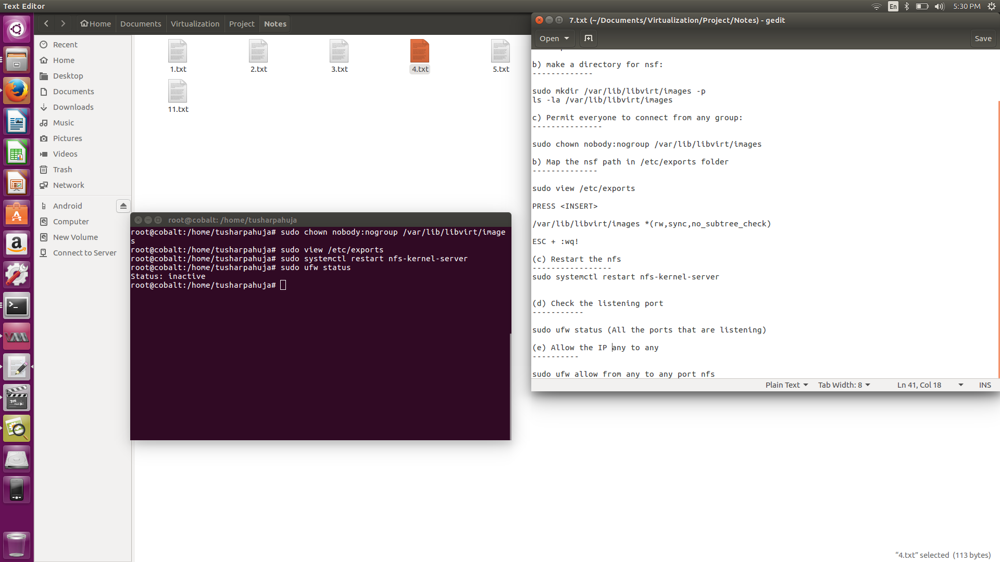 Text Editor
En
5:30 PM
Home
Documents
Virtualization
Project
Notes
Recent
Home
Desktop
Documents
Downloads
Music
Pictures
Videos
Trash
Network
Android
Computer
New Volume
Connect to Server
1.txt
2.txt
3.txt
4.txt
5.txt
11.txt
root@cobalt: /home/tusharpahuja
root@cobalt:/home/tusharpahuja# sudo chown nobody:nogroup /var/lib/libvirt/image
s
root@cobalt:/home/tusharpahuja# sudo view /etc/exports
root@cobalt:/home/tusharpahuja# sudo systemctl restart nfs-kernel-server
root@cobalt:/home/tusharpahuja# sudo ufw status
Status: inactive
root@cobalt:/home/tusharpahuja#
7.txt (~/Documents/Virtualization/Project/Notes) - gedit
Open
Save
b) make a directory for nsf:
-------------
sudo mkdir /var/lib/libvirt/images -p
ls -la /var/lib/libvirt/images
c) Permit everyone to connect from any group:
---------------
sudo chown nobody:nogroup /var/lib/libvirt/images
b) Map the nsf path in /etc/exports folder
--------------
sudo view /etc/exports
PRESS <INSERT>
/var/lib/libvirt/images *(rw,sync,no_subtree_check)
ESC + :wq!
(c) Restart the nfs
-----------------
sudo systemctl restart nfs-kernel-server
(d) Check the listening port
-----------
sudo ufw status (All the ports that are listening)
(e) Allow the IP any to any
----------
sudo ufw allow from any to any port nfs
Plain Text
Tab Width: 8
Ln 41, Col 18
INS
“4.txt” selected (113 bytes)